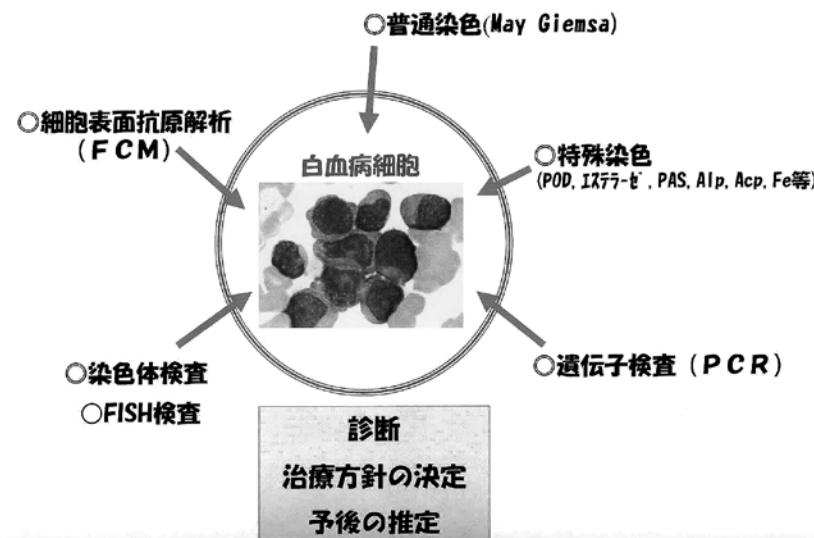 ◎普通染色(May Giemsa)
◎細胞表面抗原解析
(FCM)
白血病細胞
◎特殊染色
(POD, エステラーゼ, PAS, Alp, Acp, Fe等)
◎染色体検査
○FISH検査
◎遺伝子検査(PCR)
診断
治療方針の決定
予後の推定